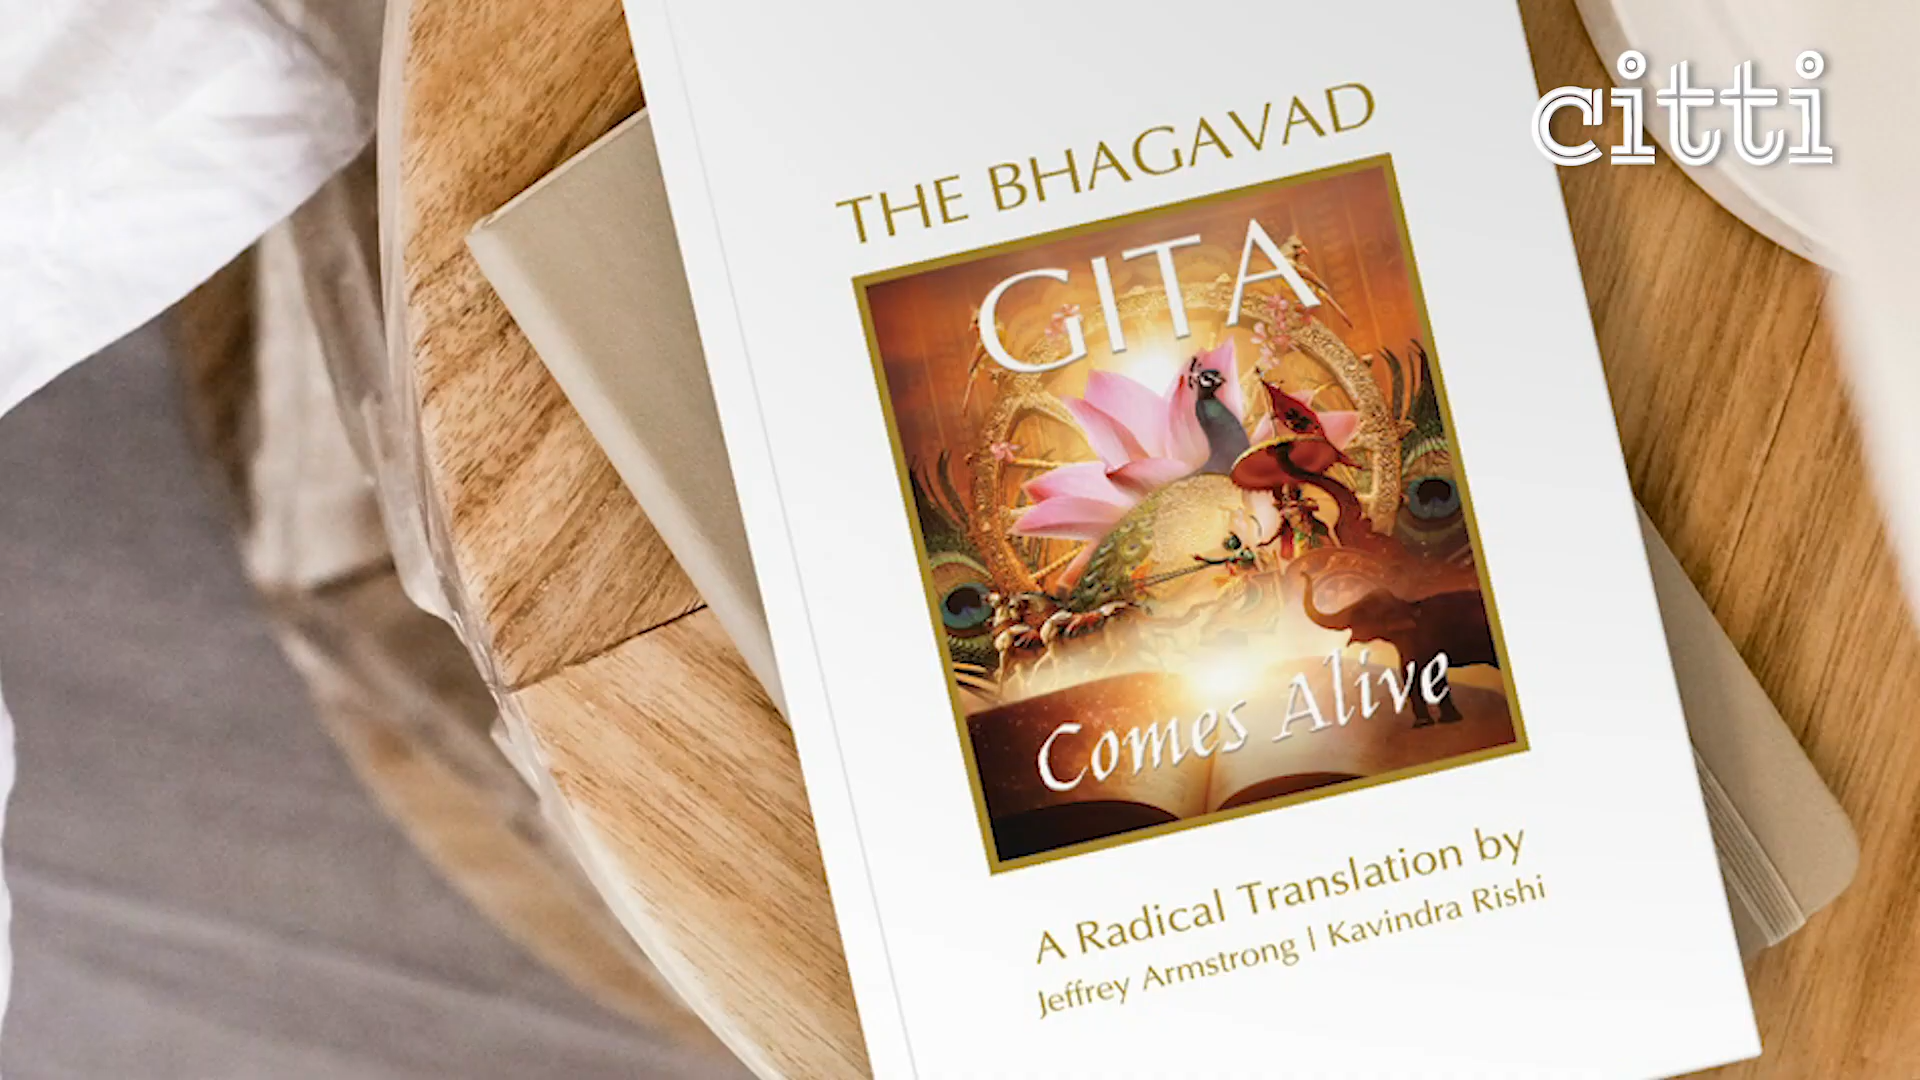 citti
THE BHAGAVAD
GITA
Comes Alive
A Radical Translation by
Jeffrey Armstrong | Kavindra Rishi